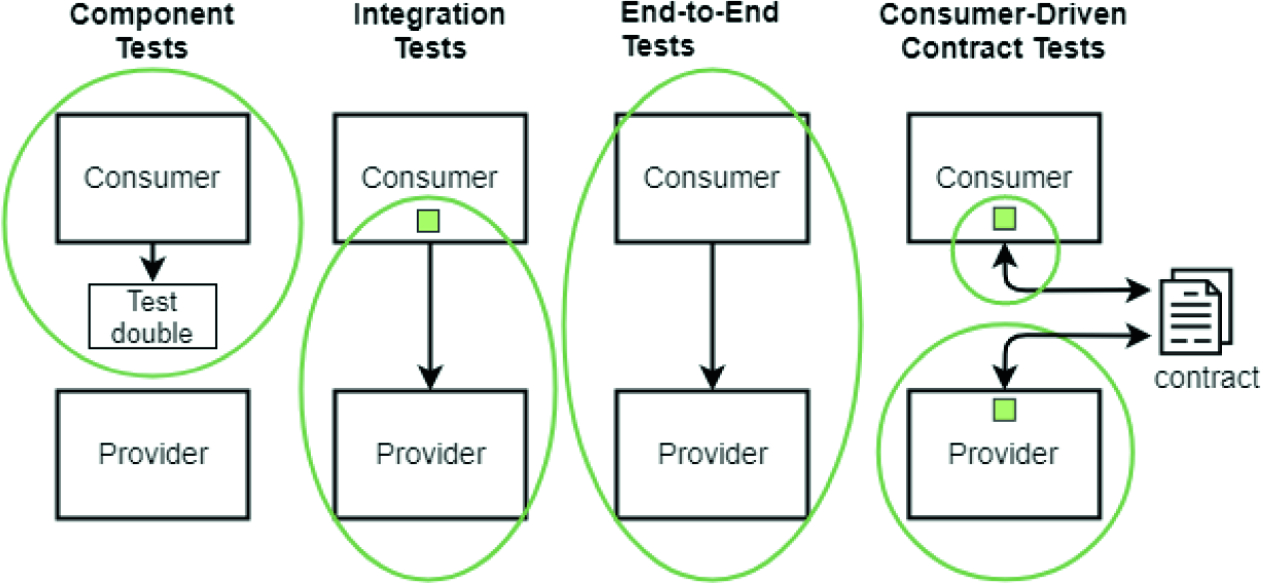 Component
Tests
Integration
Tests
End-to-End
Tests
Consumer-Driven
Contract Tests
Consumer
Consumer
Consumer
Consumer
Test
double
contract
Provider
Provider
Provider
Provider